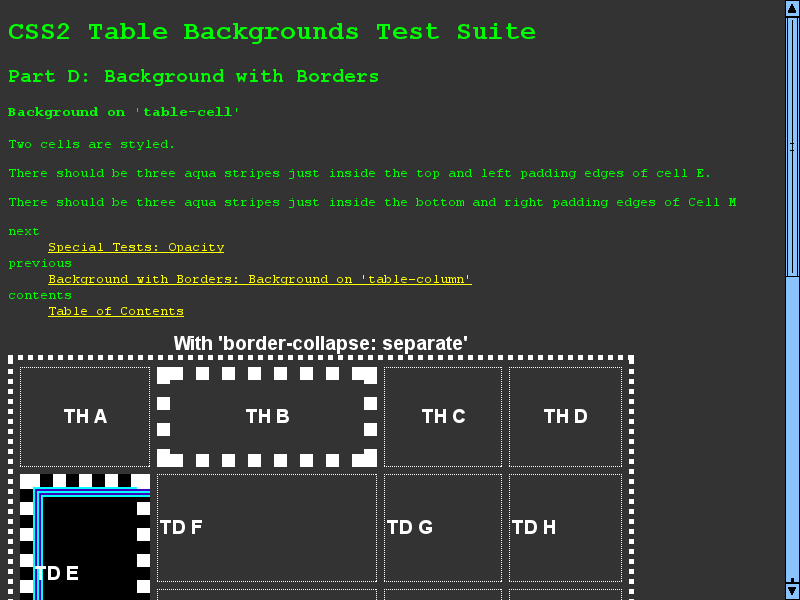 CSS2 Table Backgrounds Test Suite
Part D: Background with Borders
Background on 'table-cell'
Two cells are styled.
There should be three aqua stripes just inside the top and left padding edges of cell E.
There should be three aqua stripes just inside the bottom and right padding edges of Cell M
next
Special Tests: Opacity
previous
Background with Borders: Background on 'table-column'
contents
Table of Contents
With 'border-collapse: separate'
TH A TH B TH C TH D
TD F TD G TD H
TD E